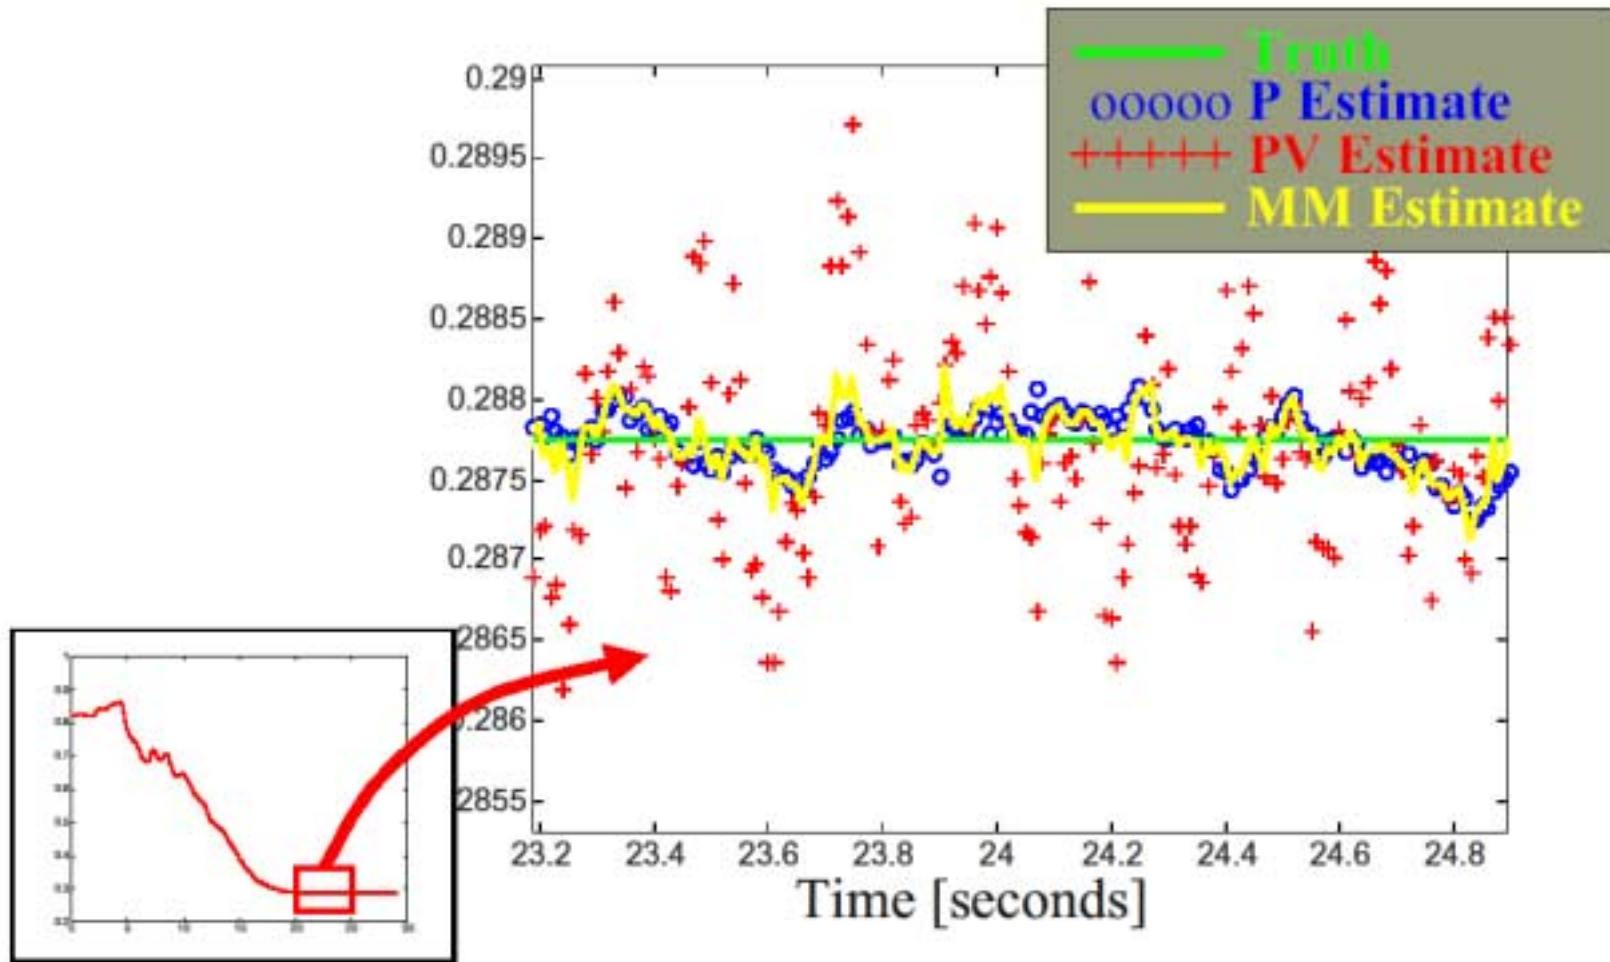 Truth
ooooo P Estimate
+++++ PV Estimate
MM Estimate
0.29
0.2895
0.289
0.2885
0.288
0.2875
0.287
2865
0.286
2855
23.2 23.4 23.6 23.8 24 24.2 24.4 24.6 24.8
Time [seconds]